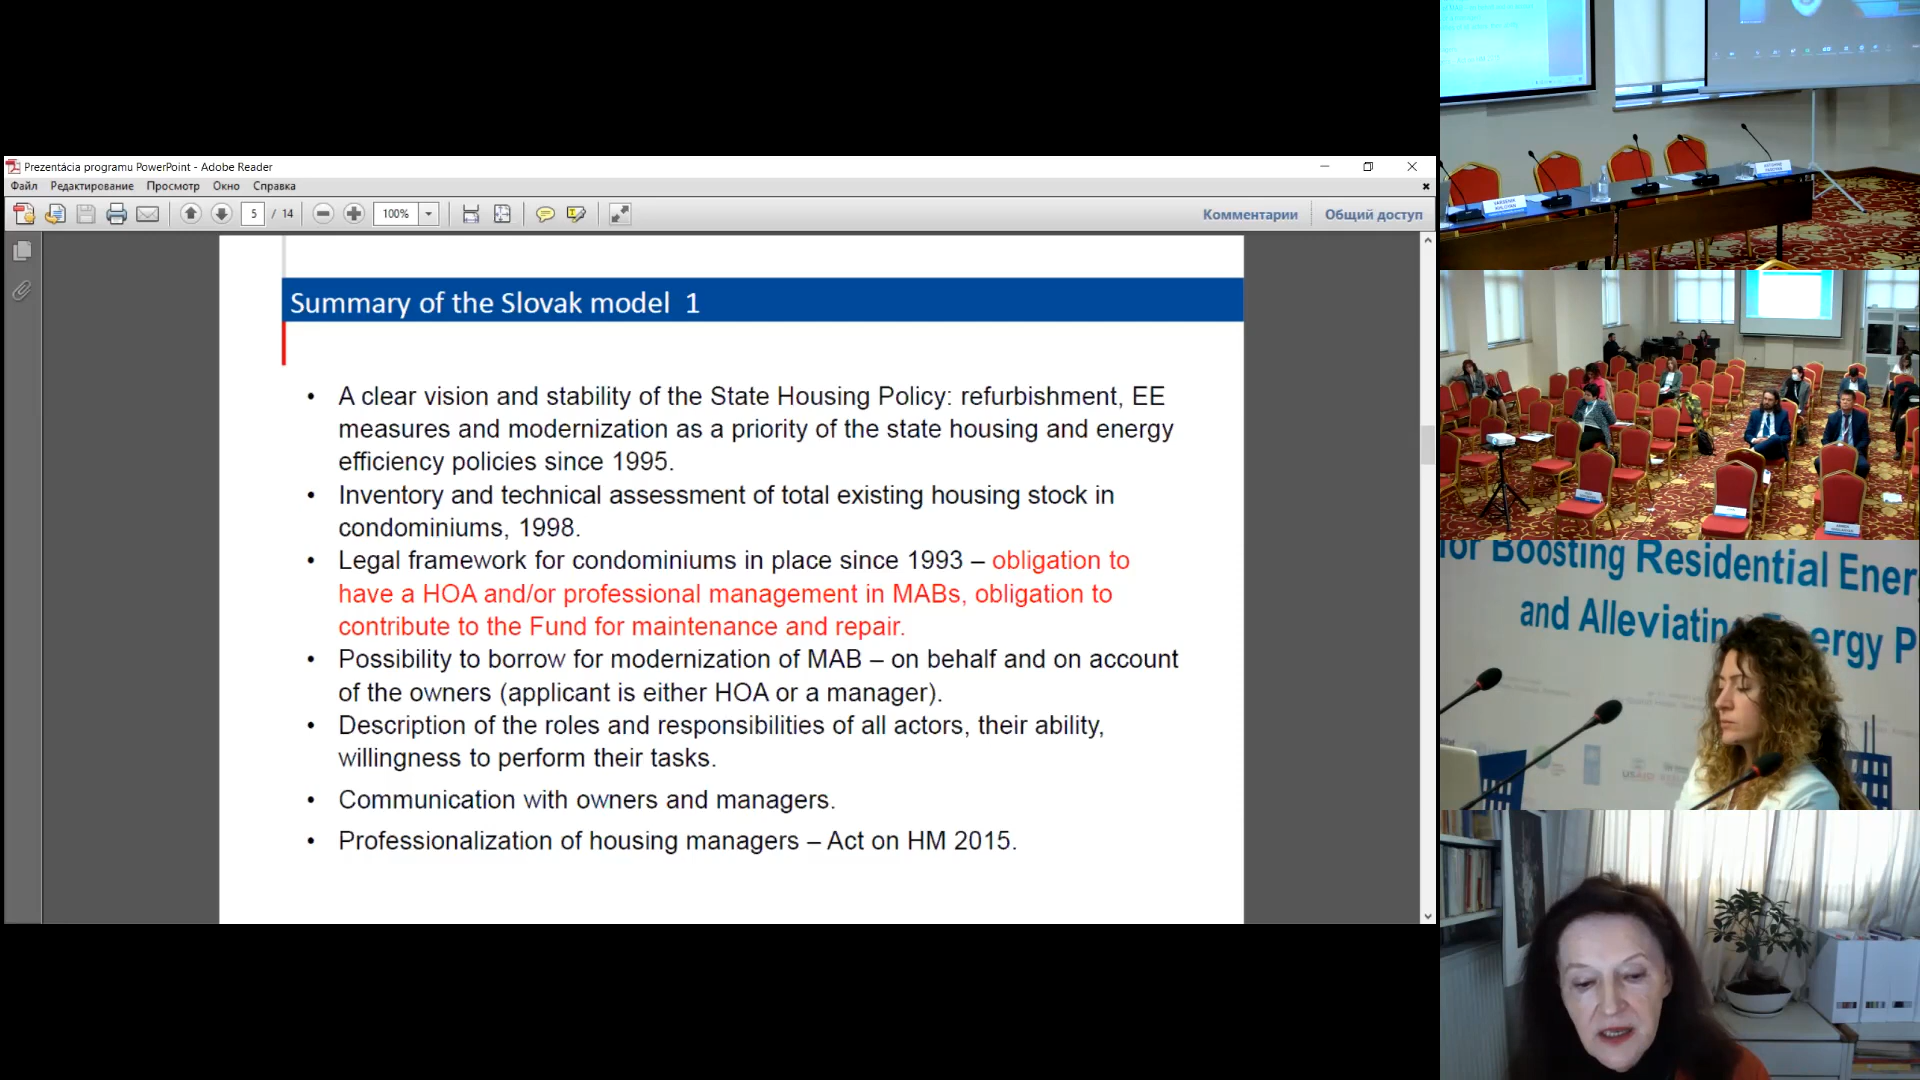 Prezentácia programu PowerPoint - Adobe Reader
Файл Редактирование Просмотр Окно Справка
5 / 14 100% Комментарии Общий доступ
Summary of the Slovak model 1
• A clear vision and stability of the State Housing Policy: refurbishment, EE
measures and modernization as a priority of the state housing and energy
efficiency policies since 1995.
• Inventory and technical assessment of total existing housing stock in
condominiums, 1998.
• Legal framework for condominiums in place since 1993 – obligation to
have a HOA and/or professional management in MABs, obligation to
contribute to the Fund for maintenance and repair.
• Possibility to borrow for modernization of MAB – on behalf and on account
of the owners (applicant is either HOA or a manager).
• Description of the roles and responsibilities of all actors, their ability,
willingness to perform their tasks.
• Communication with owners and managers.
• Professionalization of housing managers – Act on HM 2015.
for Boosting Residential Ener
and Alleviating Energy P
USAID